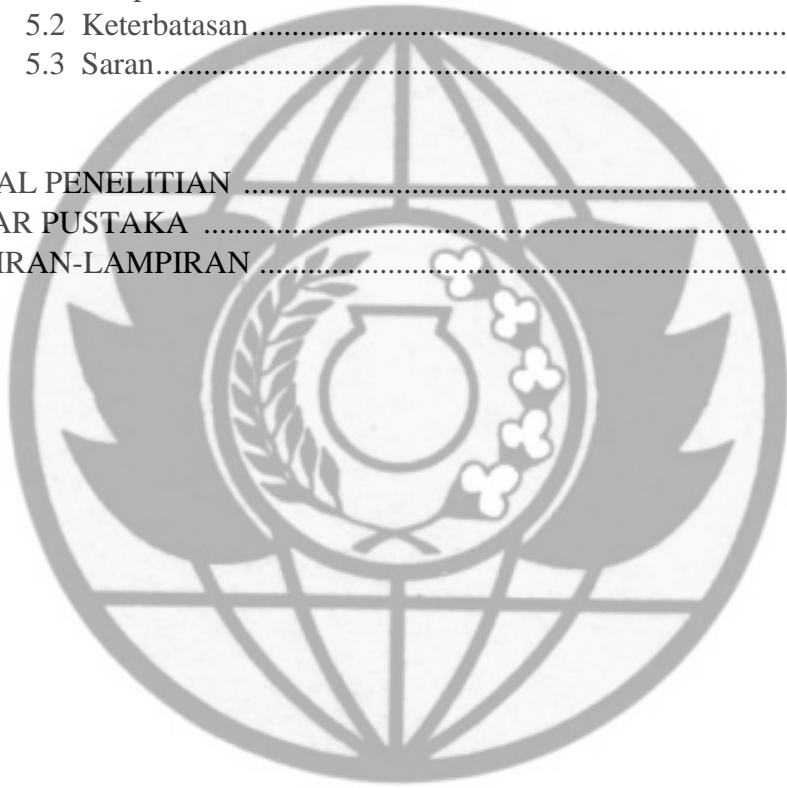 5.2 Keterbatasan
5.3 Saran
AL PENELITIAN
AR PUSTAKA
IRAN-LAMPIRAN